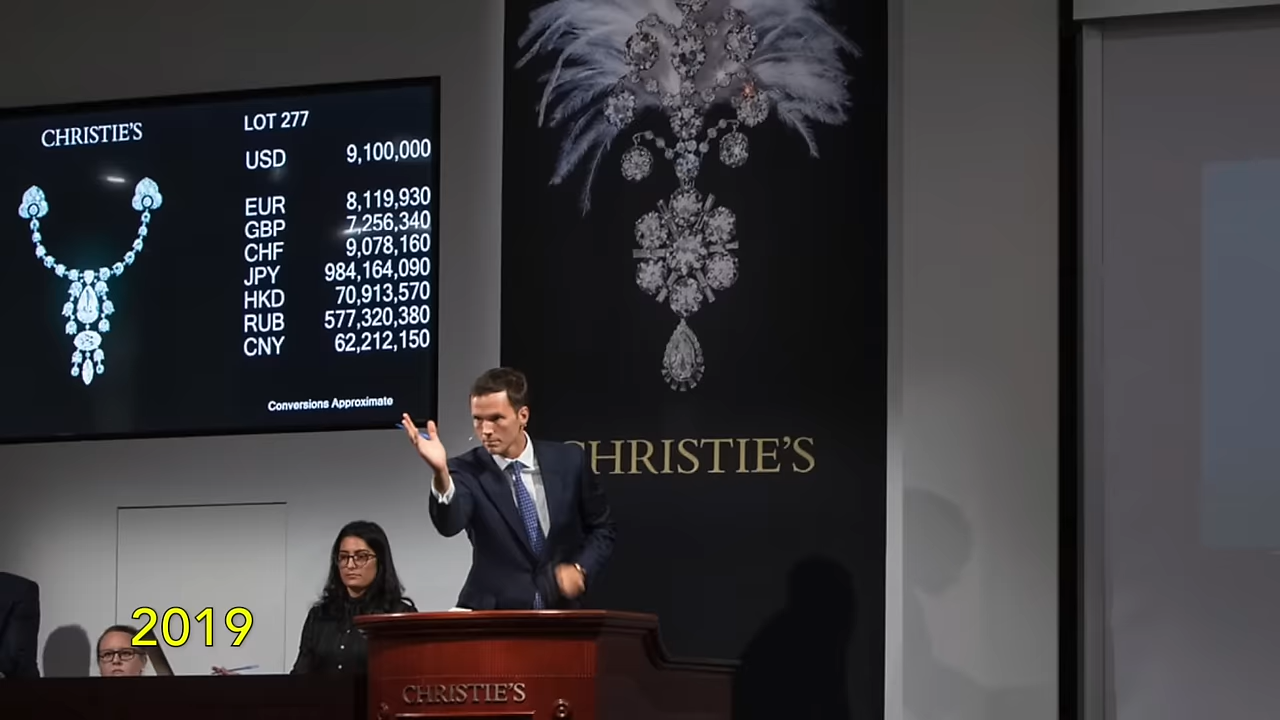 CHRISTIE'S
LOT 277
USD 9,100,000
EUR 8,119,930
GBP 7,256,340
CHF 9,078,160
JPY 984,164,090
HKD 70,913,570
RUB 577,320,380
CNY 62,212,150
Conversions Approximate
CHRISTIE'S
2019
CHRISTIE'S